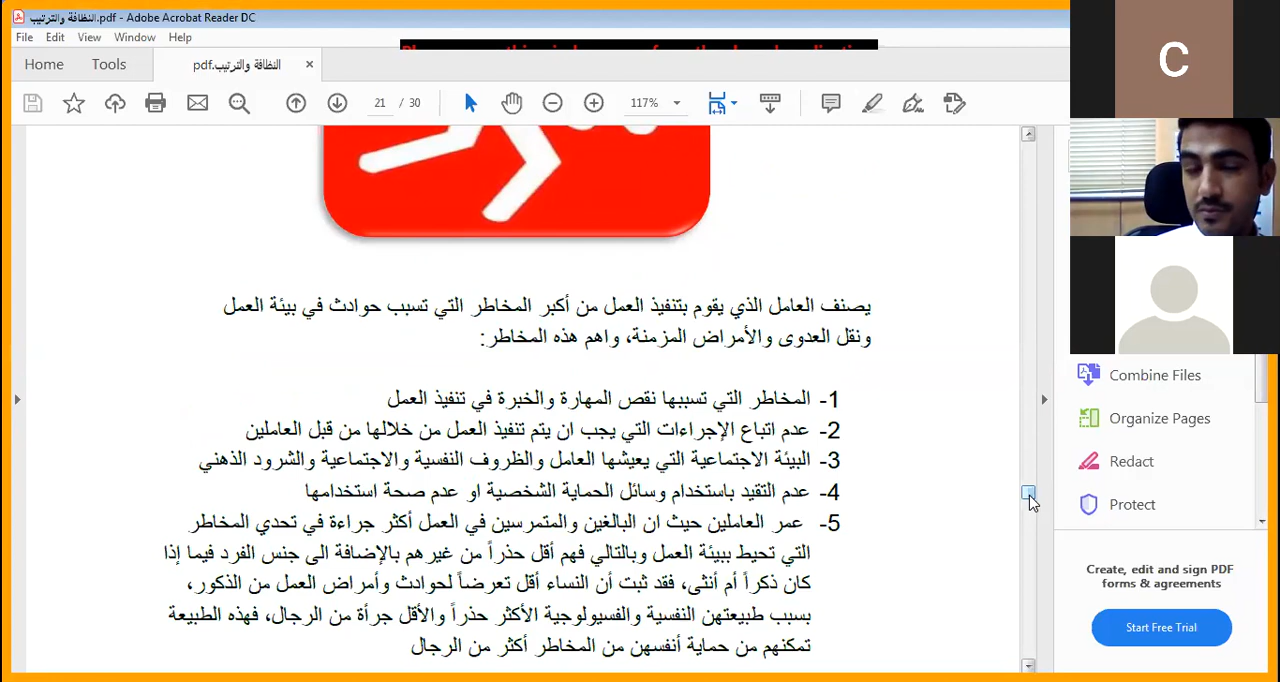 النظافة والترتيب.pdf - Adobe Acrobat Reader DC
File Edit View Window Help
Home Tools النظافة والترتيب.pdf ×
21 / 30 117%
C
يصنف العامل الذي يقوم بتنفيذ العمل من أكبر المخاطر التي تسبب حوادث في بيئة العمل
ونقل العدوى والأمراض المزمنة، واهم هذه المخاطر:
1- المخاطر التي تسببها نقص المهارة والخبرة في تنفيذ العمل
2- عدم اتباع الإجراءات التي يجب ان يتم تنفيذ العمل من خلالها من قبل العاملين
3- البيئة الاجتماعية التي يعيشها العامل والظروف النفسية والاجتماعية والشرود الذهني
4- عدم التقيد باستخدام وسائل الحماية الشخصية او عدم صحة استخدامها
5- عمر العاملين حيث ان البالغين والمتمرسين في العمل أكثر جراءة في تحدي المخاطر
التي تحيط ببيئة العمل وبالتالي فهم أقل حذراً من غيرهم بالإضافة الى جنس الفرد فيما إذا
كان ذكراً أم أنثى، فقد ثبت أن النساء أقل تعرضاً لحوادث وأمراض العمل من الذكور،
بسبب طبيعتهن النفسية والفسيولوجية الأكثر حذراً والأقل جرأة من الرجال، فهذه الطبيعة
تمكنهم من حماية أنفسهن من المخاطر أكثر من الرجال
Combine Files
Organize Pages
Redact
Protect
Create, edit and sign PDF
forms & agreements
Start Free Trial